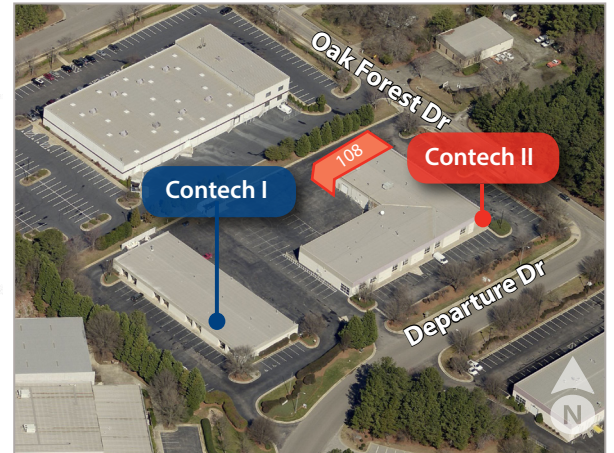 Oak Forest Dr
108
Contech II
Contech I
Departure Dr
N